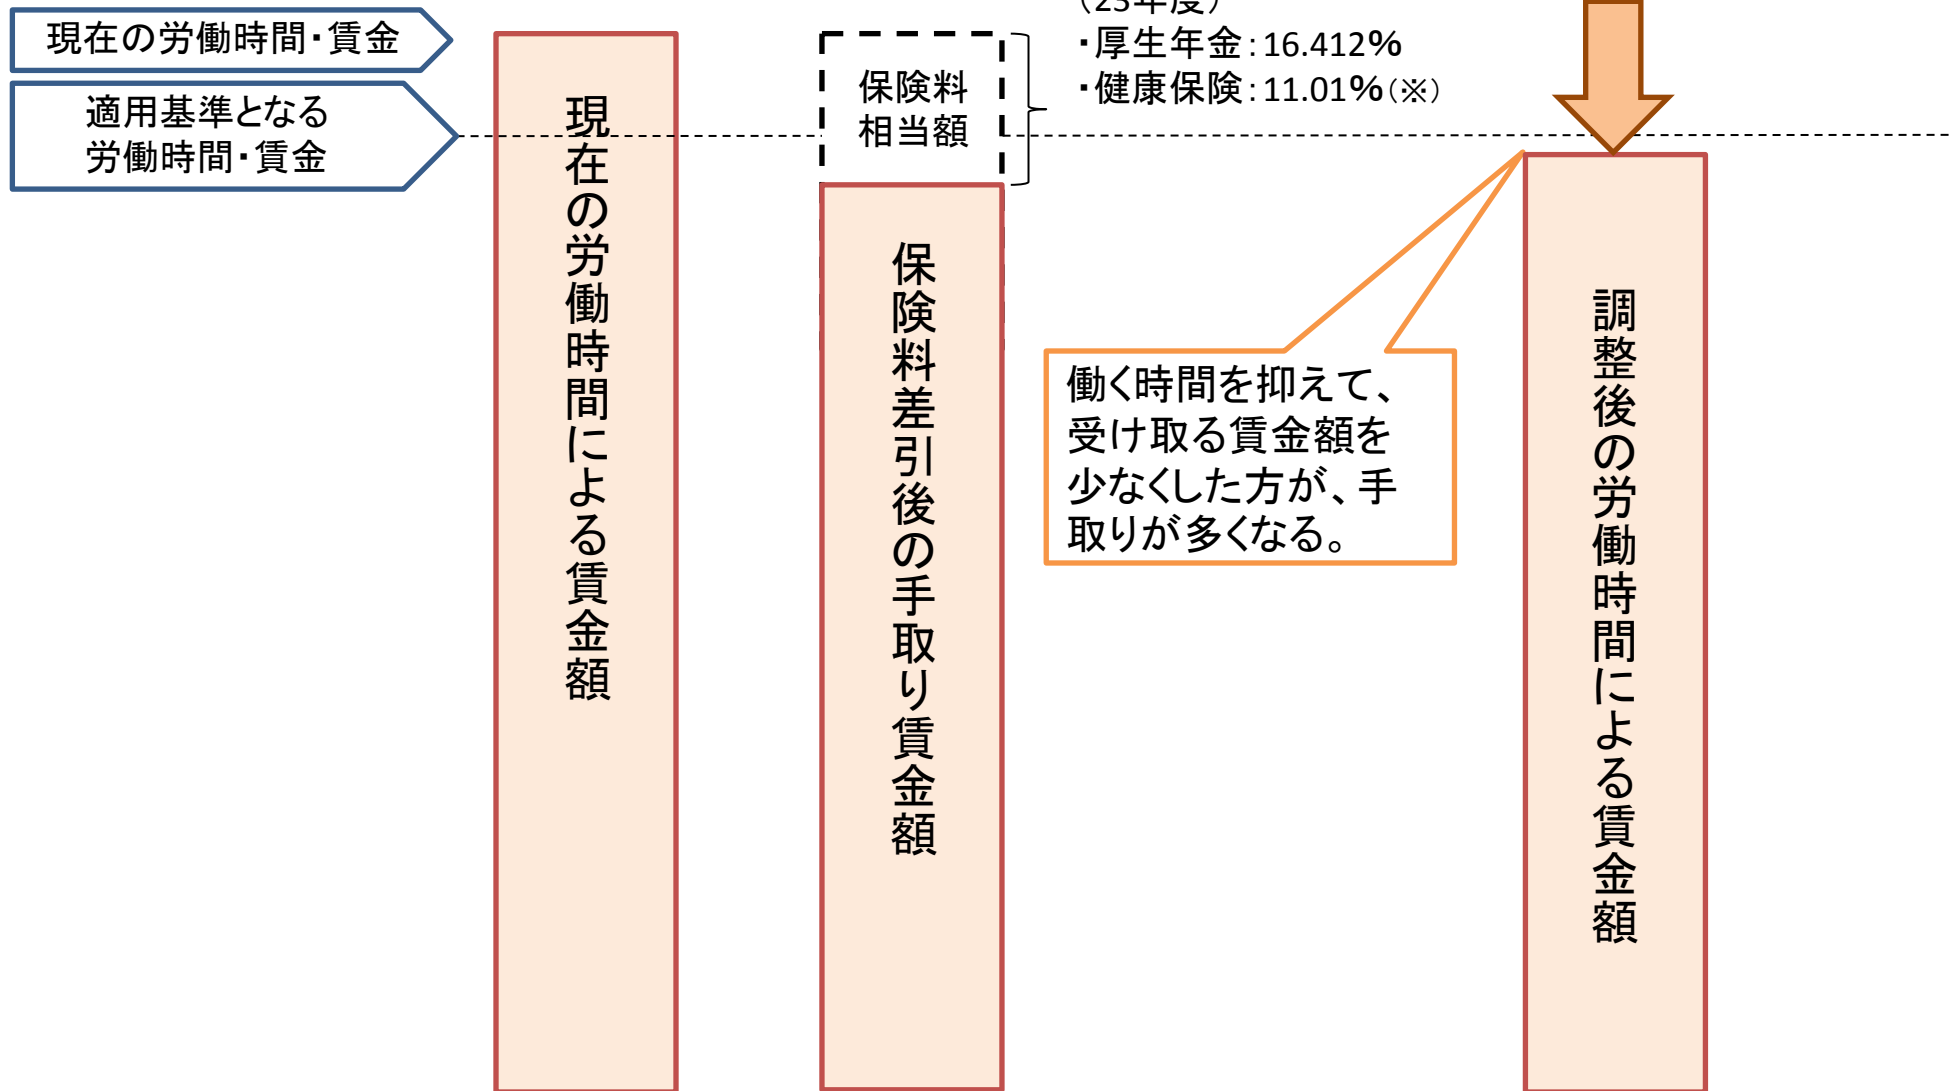 現在の労働時間・賃金
適用基準となる
労働時間・賃金
現在の労働時間による賃金額
保険料
相当額
保険料差引後の手取り賃金額
(23年度)
・厚生年金：16.412%
・健康保険：11.01%(※)
働く時間を抑えて、
受け取る賃金額を
少なくした方が、手
取りが多くなる。
調整後の労働時間による賃金額